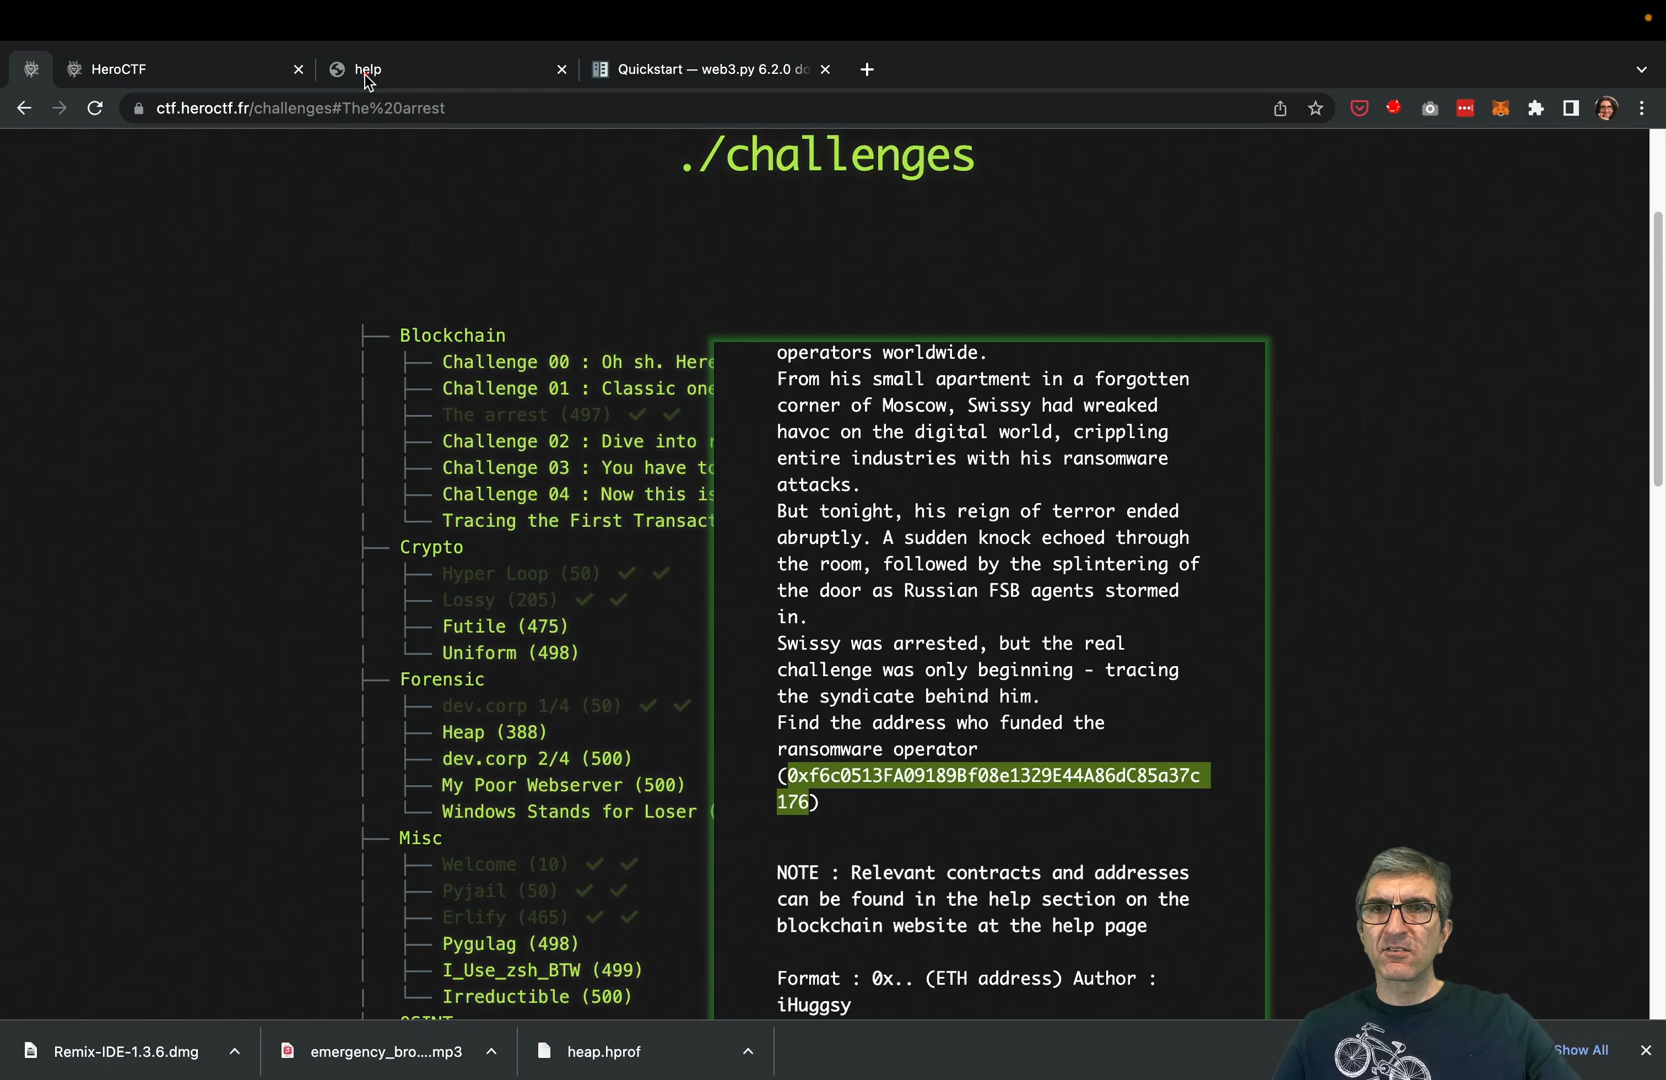 HeroCTF
help
Quickstart — web3.py 6.2.0 do
ctf.heroctf.fr/challenges#The%20arrest
./challenges
Blockchain
Challenge 00 : Oh sh. Here
Challenge 01 : Classic one
The arrest (497) ✓ ✓
Challenge 02 : Dive into r
Challenge 03 : You have to
Challenge 04 : Now this is
Tracing the First Transact
Crypto
Hyper Loop (50) ✓ ✓
Lossy (205) ✓ ✓
Futile (475)
Uniform (498)
Forensic
dev.corp 1/4 (50) ✓ ✓
Heap (388)
dev.corp 2/4 (500)
My Poor Webserver (500)
Windows Stands for Loser (
Misc
Welcome (10) ✓ ✓
Pyjail (50) ✓ ✓
Erlify (465) ✓ ✓
Pygulag (498)
I_Use_zsh_BTW (499)
Irreductible (500)
OSINT
operators worldwide.
From his small apartment in a forgotten
corner of Moscow, Swissy had wreaked
havoc on the digital world, crippling
entire industries with his ransomware
attacks.
But tonight, his reign of terror ended
abruptly. A sudden knock echoed through
the room, followed by the splintering of
the door as Russian FSB agents stormed
in.
Swissy was arrested, but the real
challenge was only beginning - tracing
the syndicate behind him.
Find the address who funded the
ransomware operator
(0xf6c0513FA09189Bf08e1329E44A86dC85a37c
176)
NOTE : Relevant contracts and addresses
can be found in the help section on the
blockchain website at the help page
Format : 0x.. (ETH address) Author :
iHuggsy
Remix-IDE-1.3.6.dmg
emergency_bro....mp3
heap.hprof
Show All